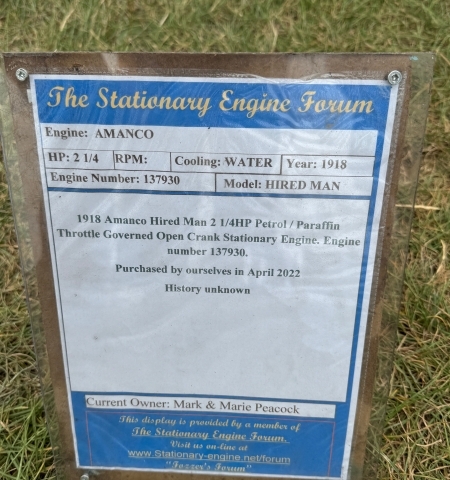 The Stationary Engine Forum
Engine: AMANCO
HP: 2 1/4 RPM: Cooling: WATER Year: 1918
Engine Number: 137930 Model: HIRED MAN
1918 Amanco Hired Man 2 1/4HP Petrol / Paraffin
Throttle Governed Open Crank Stationary Engine. Engine
number 137930.
Purchased by ourselves in April 2022
History unknown
Current Owner: Mark & Marie Peacock
This display is provided by a member of
The Stationary Engine Forum.
Visit us on-line at
www.Stationary-engine.net/forum
"Fozzer's Forum"